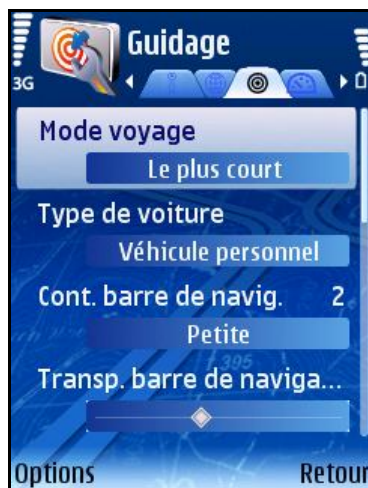 Guidage
3G
Mode voyage
Le plus court
Type de voiture
Véhicule personnel
Cont. barre de navig. 2
Petite
395
Transp. barre de naviga...
Options Retour